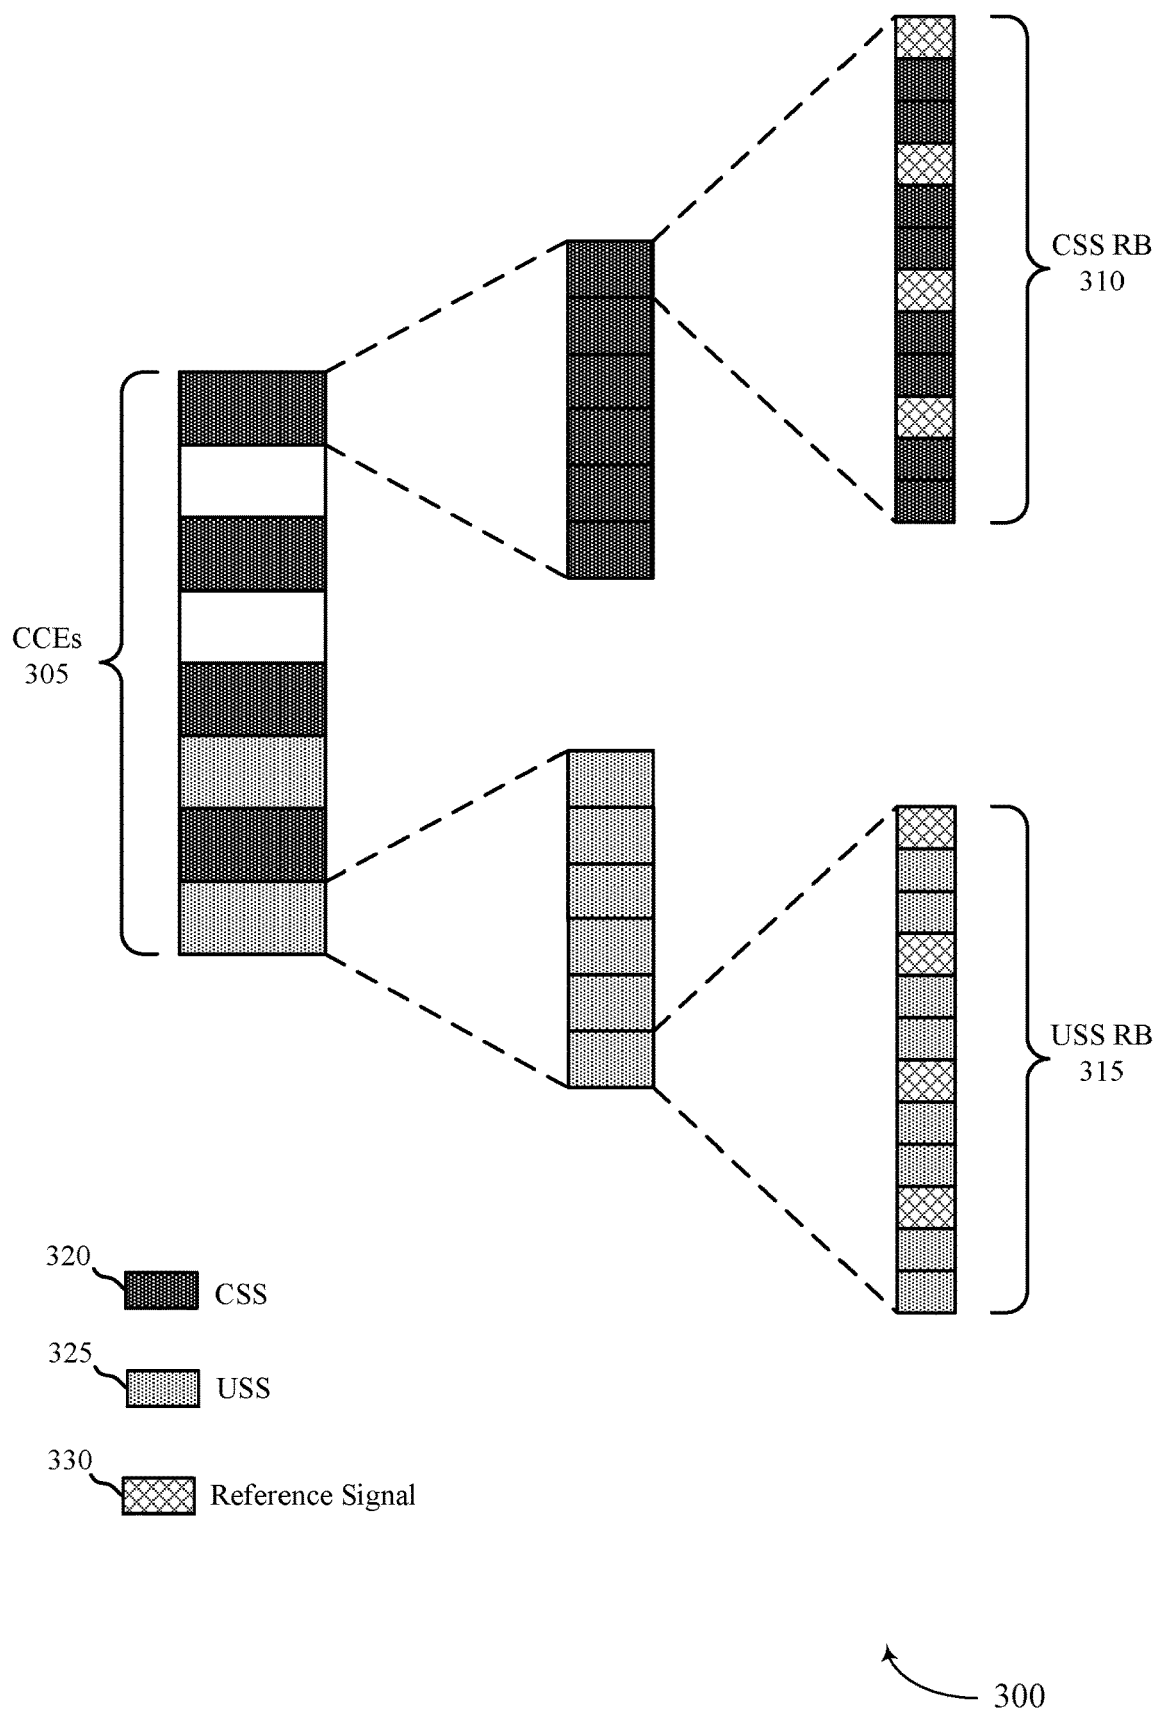 CSS RB
310
CCEs
305
USS RB
315
320
CSS
325
USS
330
Reference Signal
300